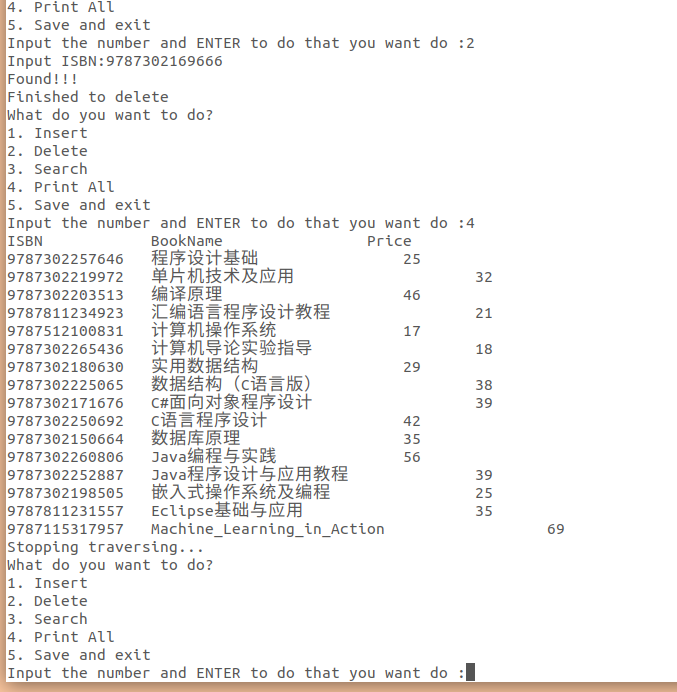 4. Print All
5. Save and exit
Input the number and ENTER to do that you want do :2
Input ISBN:9787302169666
Found!!!
Finished to delete
What do you want to do?
1. Insert
2. Delete
3. Search
4. Print All
5. Save and exit
Input the number and ENTER to do that you want do :4
ISBN BookName Price
9787302257646 程序设计基础 25
9787302219972 单片机技术及应用 32
9787302203513 编译原理 46
9787811234923 汇编语言程序设计教程 21
9787512100831 计算机操作系统 17
9787302265436 计算机导论实验指导 18
9787302180630 实用数据结构 29
9787302225065 数据结构（C语言版） 38
9787302171676 C#面向对象程序设计 39
9787302250692 C语言程序设计 42
9787302150664 数据库原理 35
9787302260806 Java编程与实践 56
9787302252887 Java程序设计与应用教程 39
9787302198505 嵌入式操作系统及编程 25
9787811231557 Eclipse基础与应用 35
9787115317957 Machine_Learning_in_Action 69
Stopping traversing...
What do you want to do?
1. Insert
2. Delete
3. Search
4. Print All
5. Save and exit
Input the number and ENTER to do that you want do :